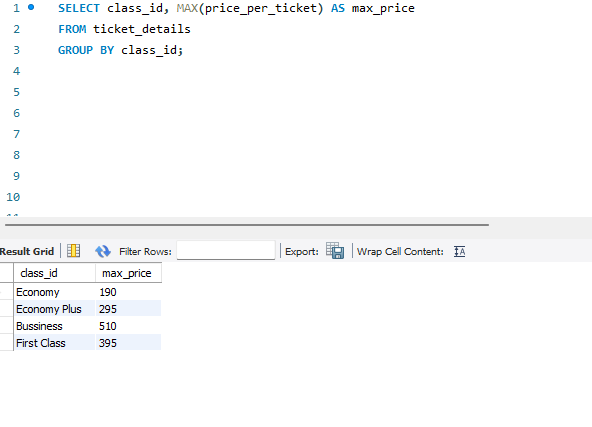 1 SELECT class_id, MAX(price_per_ticket) AS max_price
2 FROM ticket_details
3 GROUP BY class_id;
4
5
6
7
8
9
10
11
Result Grid Filter Rows: Export: Wrap Cell Content: IA
class_id max_price
Economy 190
Economy Plus 295
Bussiness 510
First Class 395